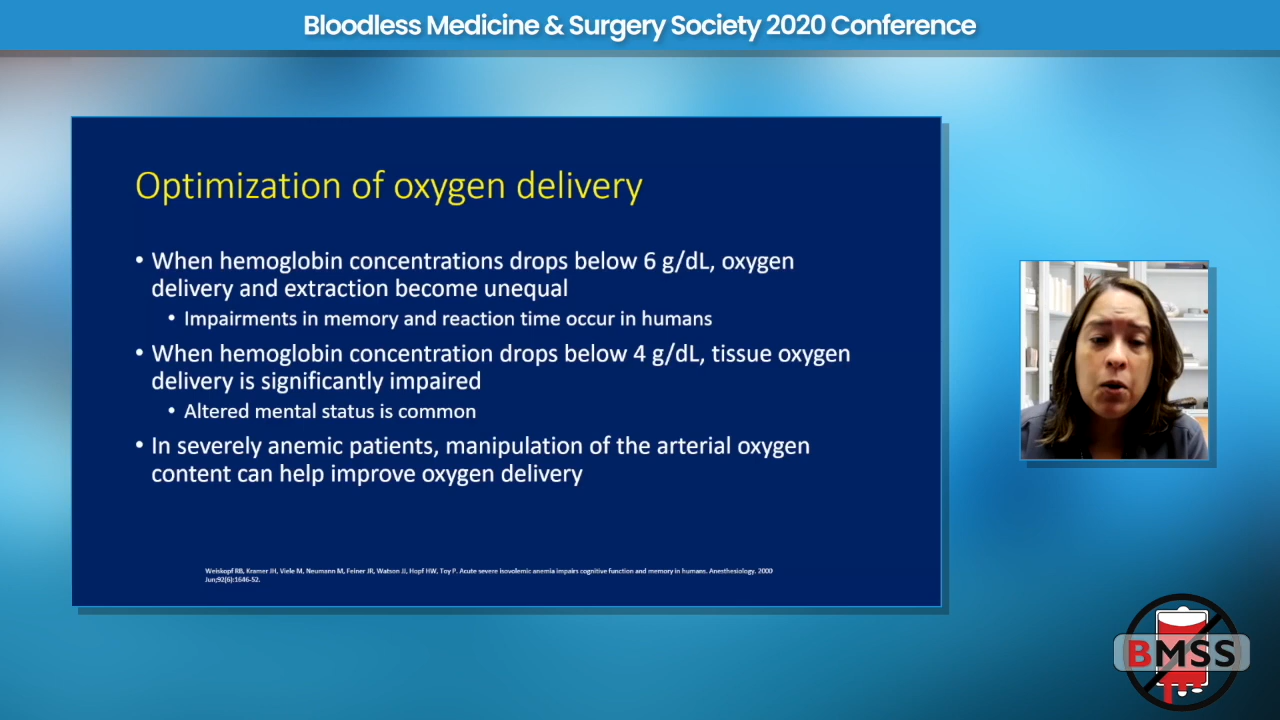 Bloodless Medicine & Surgery Society 2020 Conference
Optimization of oxygen delivery
• When hemoglobin concentrations drops below 6 g/dL, oxygen
delivery and extraction become unequal
• Impairments in memory and reaction time occur in humans
• When hemoglobin concentration drops below 4 g/dL, tissue oxygen
delivery is significantly impaired
• Altered mental status is common
• In severely anemic patients, manipulation of the arterial oxygen
content can help improve oxygen delivery
Weiskopf RB, Kramer JH, Viele M, Neumann M, Feiner JR, Watson JJ, Hopf HW, Toy P. Acute severe isovolemic anemia impairs cognitive function and memory in humans. Anesthesiology. 2000
Jun;92(6):1646-52.
BMSS